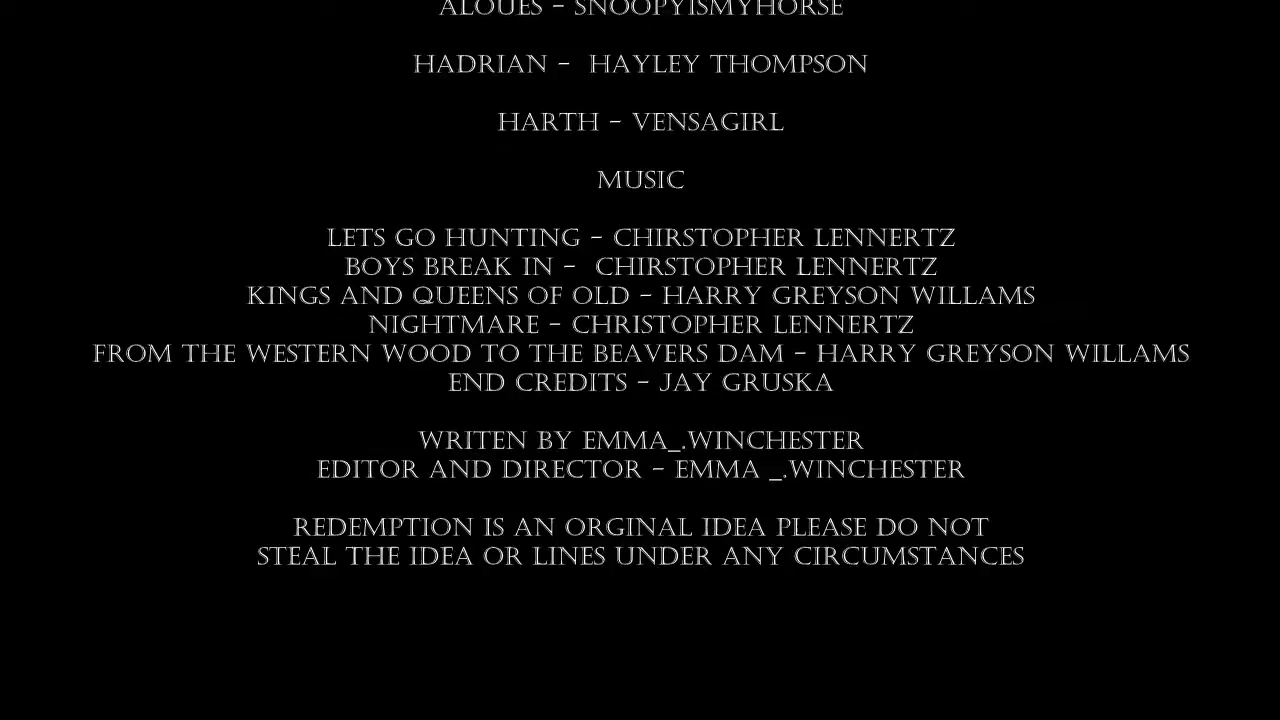 ALOUES - SNOOPYISMYHORSE
HADRIAN - HAYLEY THOMPSON
HARTH - VENSAGIRL
MUSIC
LETS GO HUNTING - CHIRSTOPHER LENNERTZ
BOYS BREAK IN - CHIRSTOPHER LENNERTZ
KINGS AND QUEENS OF OLD - HARRY GREYSON WILLAMS
NIGHTMARE - CHRISTOPHER LENNERTZ
FROM THE WESTERN WOOD TO THE BEAVERS DAM - HARRY GREYSON WILLAMS
END CREDITS - JAY GRUSKA
WRITEN BY EMMA_.WINCHESTER
EDITOR AND DIRECTOR - EMMA _.WINCHESTER
REDEMPTION IS AN ORGINAL IDEA PLEASE DO NOT
STEAL THE IDEA OR LINES UNDER ANY CIRCUMSTANCES